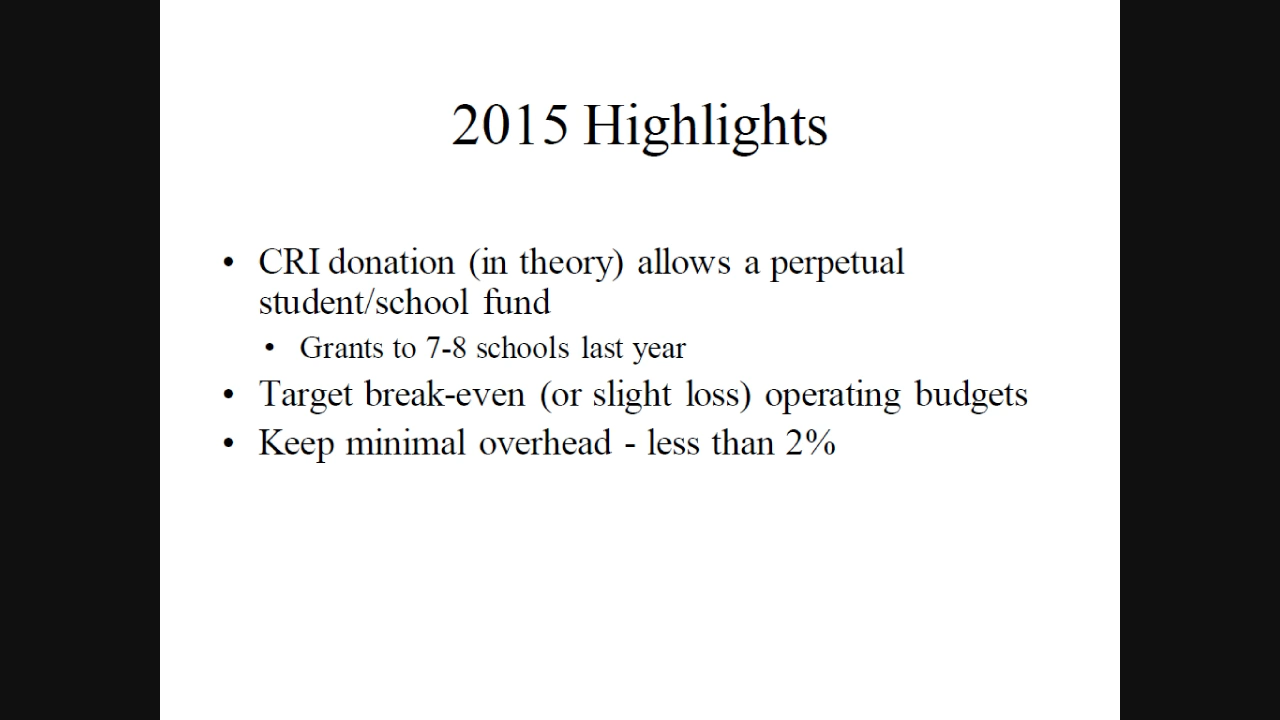 2015 Highlights
• CRI donation (in theory) allows a perpetual
student/school fund
• Grants to 7-8 schools last year
• Target break-even (or slight loss) operating budgets
• Keep minimal overhead - less than 2%